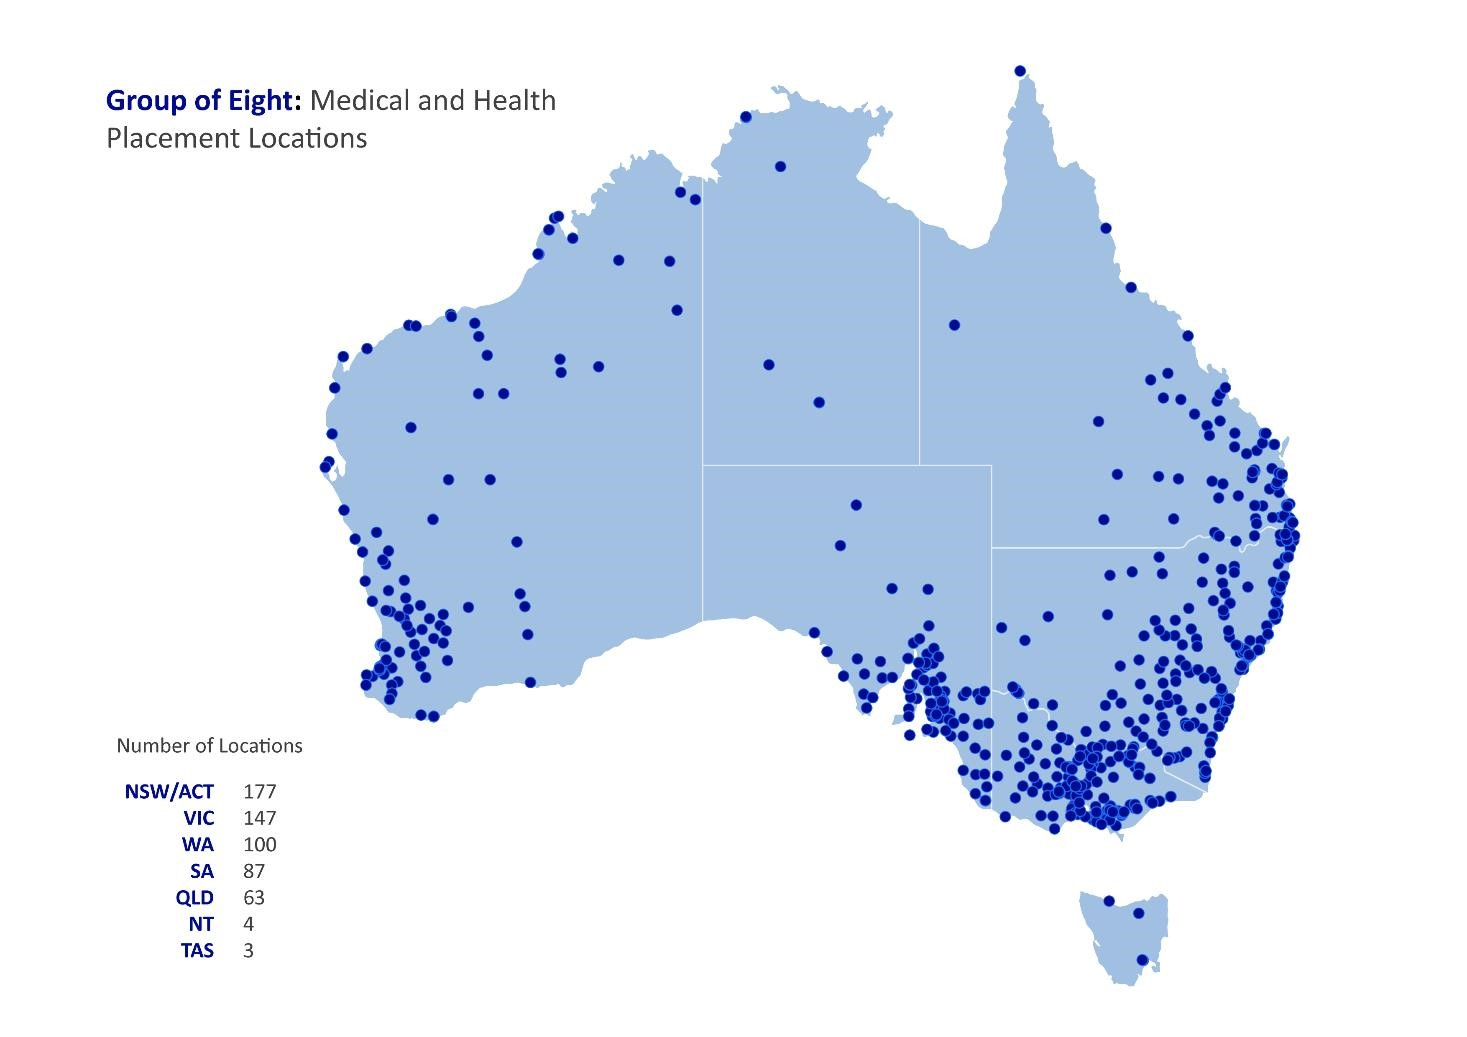 Group of Eight: Medical and Health
Placement Locations
Number of Locations
NSW/ACT 177
VIC 147
WA 100
SA 87
QLD 63
NT 4
TAS 3